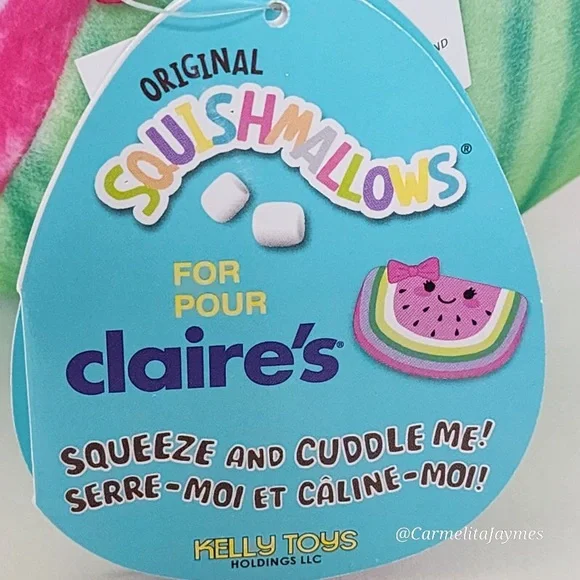 ND
ORIGINAL
SQUISHMALLOWS®
FOR
POUR
claire's®
SQUEEZE AND CUDDLE ME!
SERRE-MOI ET CÂLINE-MOI!
KELLY TOYS
HOLDINGS LLC
@CarmelitaJaymes